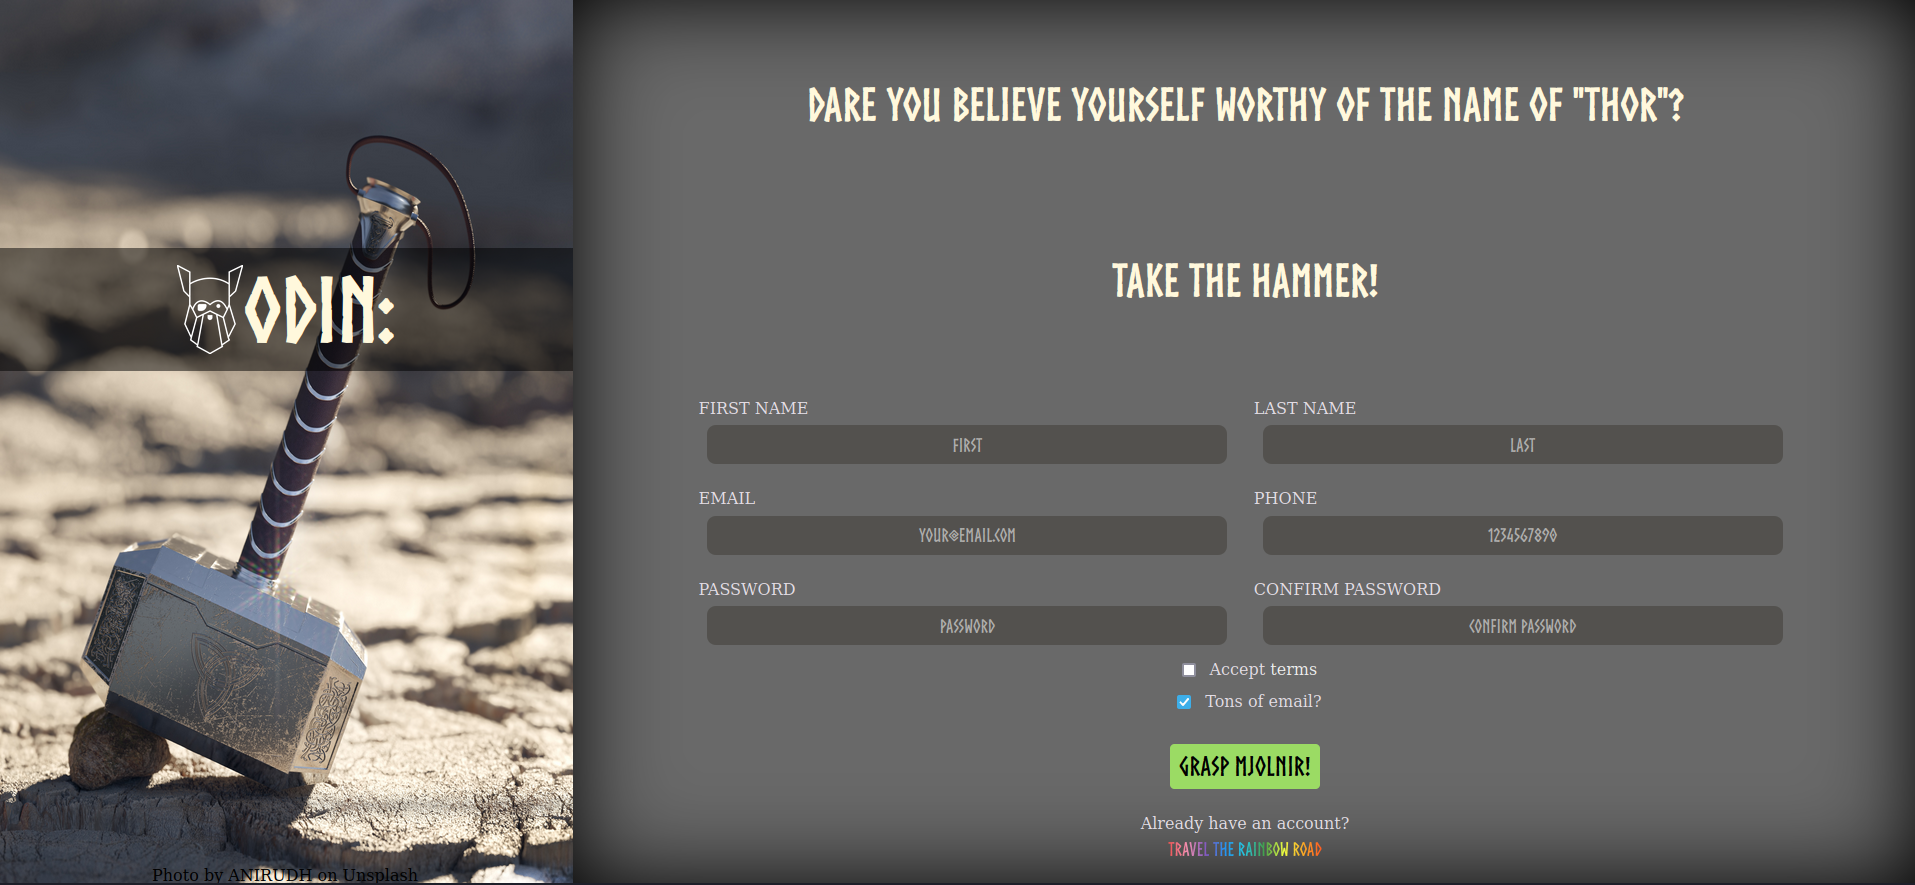 ODIN:
Photo by ANIRUDH on Unsplash
DARE YOU BELIEVE YOURSELF WORTHY OF THE NAME OF "THOR"?
TAKE THE HAMMER!
FIRST NAME
LAST NAME
FIRST
LAST
EMAIL
PHONE
YOUR@EMAIL.COM
1234567890
PASSWORD
CONFIRM PASSWORD
PASSWORD
CONFIRM PASSWORD
Accept terms
Tons of email?
GRASP MJOLNIR!
Already have an account?
TRAVEL THE RAINBOW ROAD